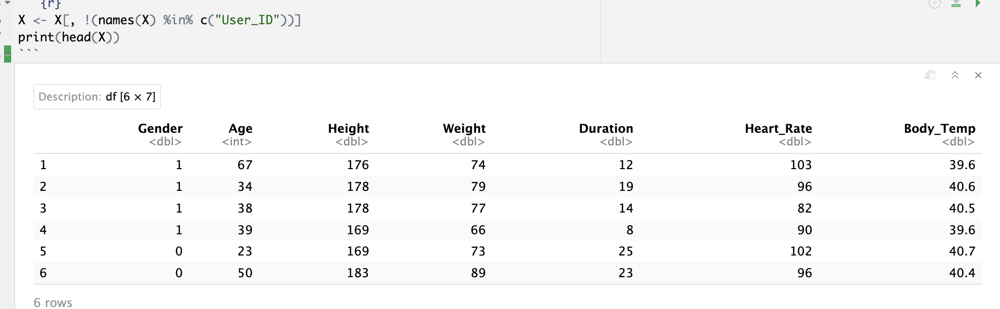 {r}
X <- X[, !(names(X) %in% c("User_ID"))]
print(head(X))
```
Description: df [6 × 7]
Gender Age Height Weight Duration Heart_Rate Body_Temp
<dbl> <int> <dbl> <dbl> <dbl> <dbl> <dbl>
1 1 67 176 74 12 103 39.6
2 1 34 178 79 19 96 40.6
3 1 38 178 77 14 82 40.5
4 1 39 169 66 8 90 39.6
5 0 23 169 73 25 102 40.7
6 0 50 183 89 23 96 40.4
6 rows